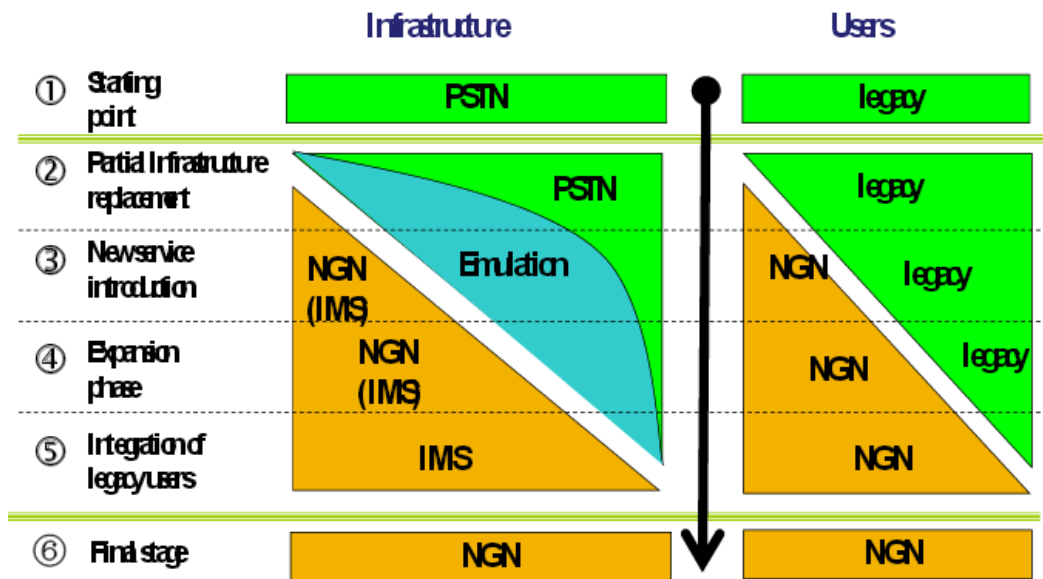 Infrastructure Users
① Starting
point
PSTN
legacy
② Partial Infrastructure
replacement
PSTN
legacy
③ New service
introduction
NGN
(IMS)
Emulation
NGN
legacy
④ Expansion
phase
NGN
(IMS)
NGN
legacy
⑤ Integration of
legacy users
IMS
NGN
⑥ Final stage
NGN
NGN